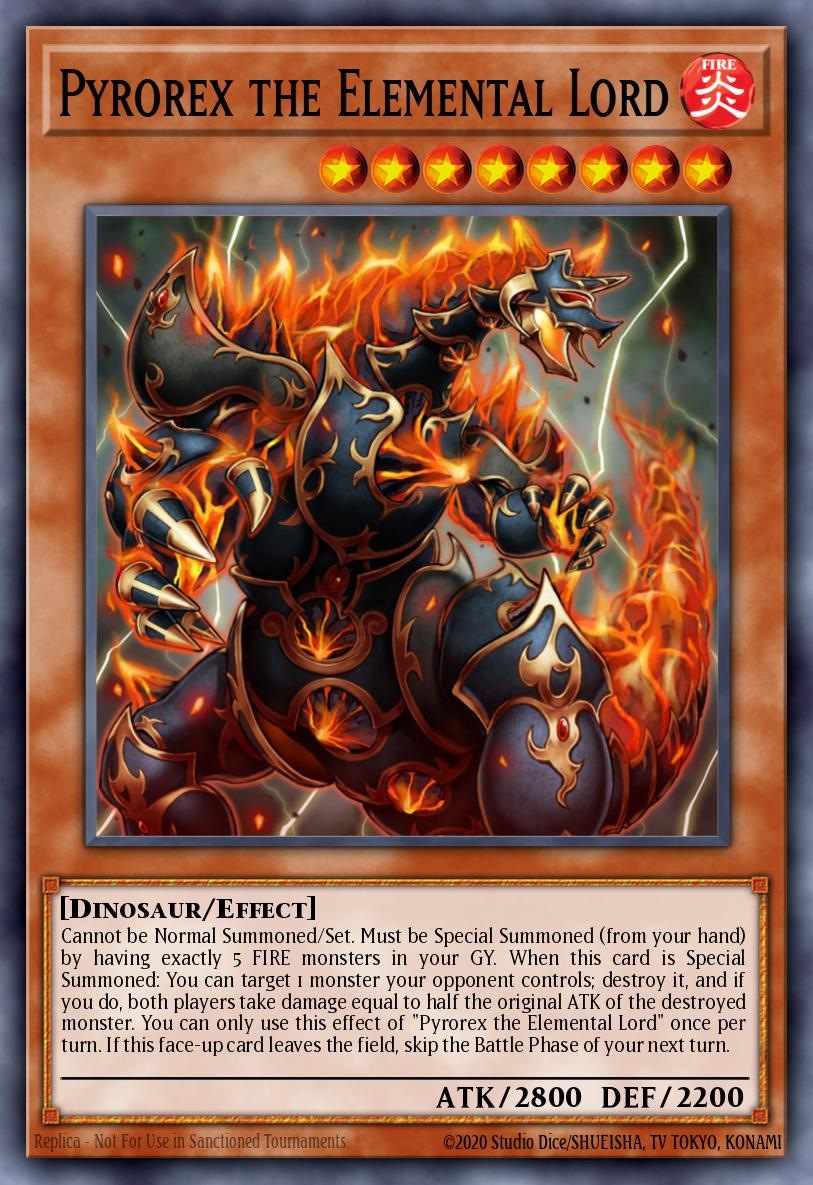 Pyrorex the Elemental Lord
FIRE
炎
[Dinosaur/Effect]
Cannot be Normal Summoned/Set. Must be Special Summoned (from your hand)
by having exactly 5 FIRE monsters in your GY. When this card is Special
Summoned: You can target 1 monster your opponent controls; destroy it, and if
you do, both players take damage equal to half the original ATK of the destroyed
monster. You can only use this effect of "Pyrorex the Elemental Lord" once per
turn. If this face-up card leaves the field, skip the Battle Phase of your next turn.
ATK/2800 DEF/2200
Replica - Not For Use in Sanctioned Tournaments.
©2020 Studio Dice/SHUEISHA, TV TOKYO, KONAMI